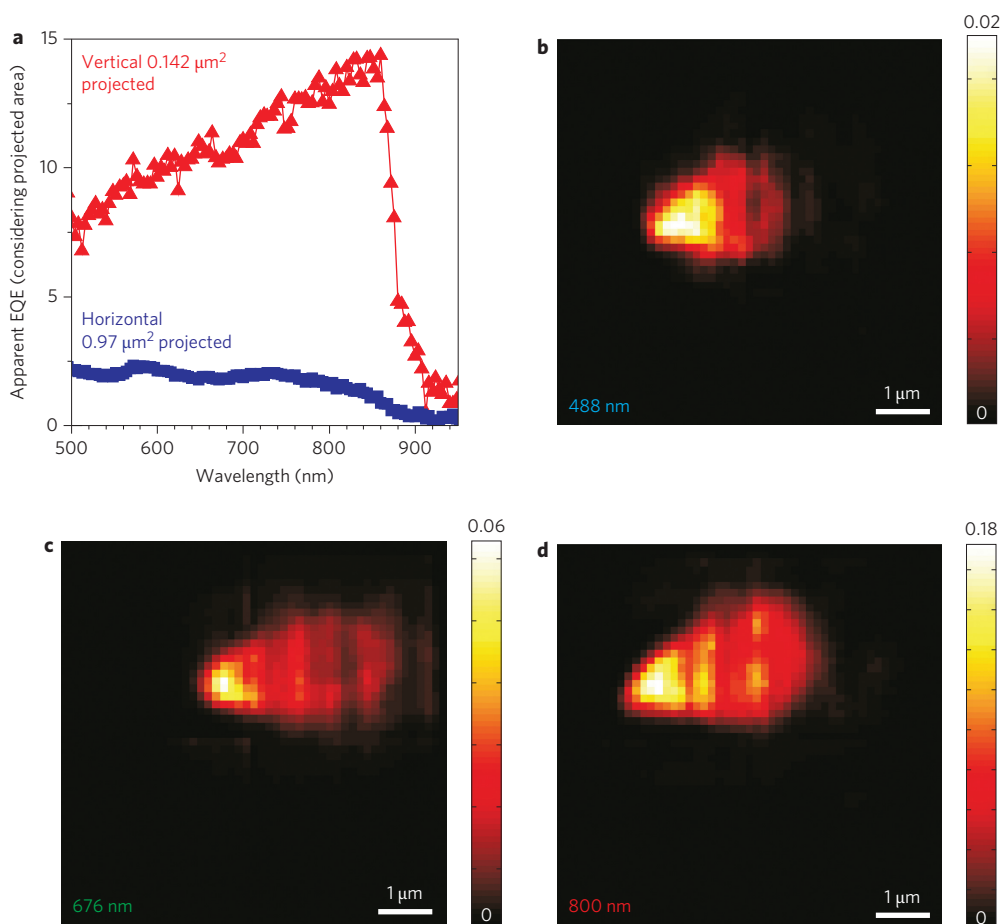 a
15
10
5
0
Apparent EQE (considering projected area)
Vertical 0.142 μm²
projected
Horizontal
0.97 μm² projected
500 600 700 800 900
Wavelength (nm)
b
0.02
0
488 nm
1 μm
c
0.06
0
676 nm
1 μm
d
0.18
0
800 nm
1 μm